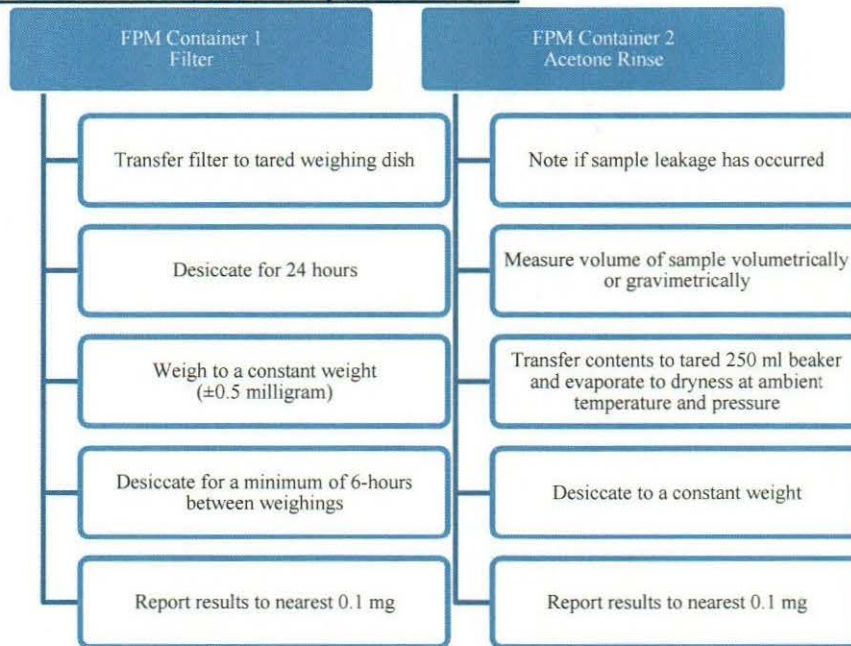 FPM Container 1
Filter
Transfer filter to tared weighing dish
Desiccate for 24 hours
Weigh to a constant weight
(±0.5 milligram)
Desiccate for a minimum of 6-hours
between weighings
Report results to nearest 0.1 mg
FPM Container 2
Acetone Rinse
Note if sample leakage has occurred
Measure volume of sample volumetrically
or gravimetrically
Transfer contents to tared 250 ml beaker
and evaporate to dryness at ambient
temperature and pressure
Desiccate to a constant weight
Report results to nearest 0.1 mg